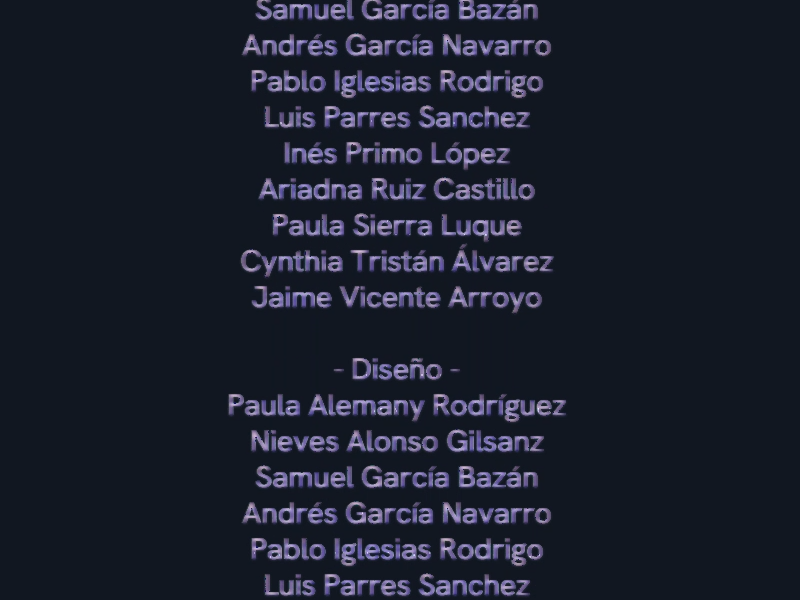 Samuel García Bazán
Andrés García Navarro
Pablo Iglesias Rodrigo
Luis Parres Sanchez
Inés Primo López
Ariadna Ruiz Castillo
Paula Sierra Luque
Cynthia Tristán Álvarez
Jaime Vicente Arroyo
- Diseño -
Paula Alemany Rodríguez
Nieves Alonso Gilsanz
Samuel García Bazán
Andrés García Navarro
Pablo Iglesias Rodrigo
Luis Parres Sanchez